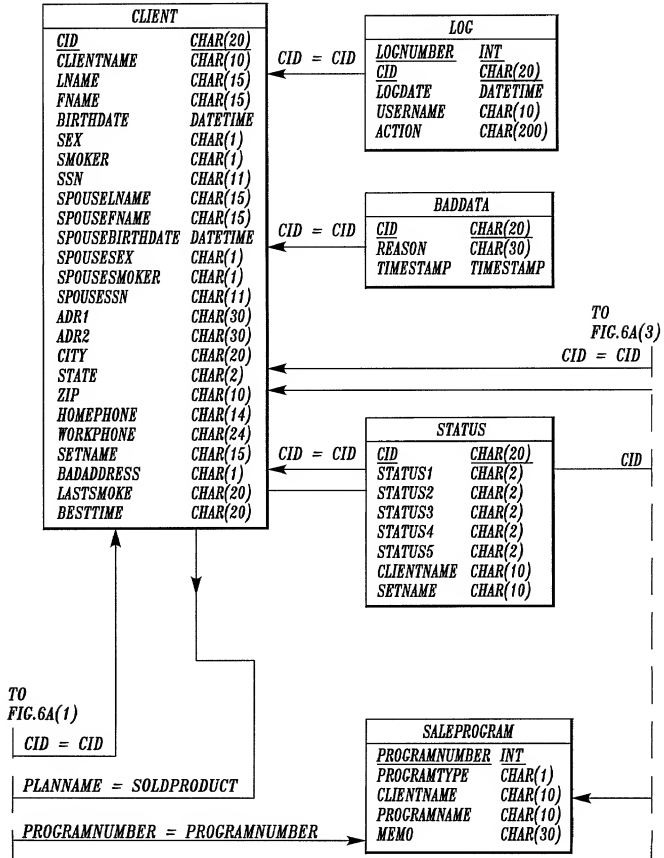 CLIENT
CID CHAR(20)
CLIENTNAME CHAR(10)
LNAME CHAR(15)
FNAME CHAR(15)
BIRTHDATE DATETIME
SEX CHAR(1)
SMOKER CHAR(1)
SSN CHAR(11)
SPOUSELNAME CHAR(15)
SPOUSEFNAME CHAR(15)
SPOUSEBIRTHDATE DATETIME
SPOUSESEX CHAR(1)
SPOUSESMOKER CHAR(1)
SPOUSESSN CHAR(11)
ADR1 CHAR(30)
ADR2 CHAR(30)
CITY CHAR(20)
STATE CHAR(2)
ZIP CHAR(10)
HOMEPHONE CHAR(14)
WORKPHONE CHAR(24)
SETNAME CHAR(15)
BADADDRESS CHAR(1)
LASTSMOKE CHAR(20)
BESTTIME CHAR(20)
CID = CID
LOG
LOGNUMBER INT
CID CHAR(20)
LOGDATE DATETIME
USERNAME CHAR(10)
ACTION CHAR(200)
CID = CID
BADDATA
CID CHAR(20)
REASON CHAR(30)
TIMESTAMP TIMESTAMP
TO
FIG.6A(3)
CID = CID
CID = CID
STATUS
CID CHAR(20)
STATUS1 CHAR(2)
STATUS2 CHAR(2)
STATUS3 CHAR(2)
STATUS4 CHAR(2)
STATUS5 CHAR(2)
CLIENTNAME CHAR(10)
SETNAME CHAR(10)
CID
TO
FIG.6A(1)
CID = CID
PLANNAME = SOLDPRODUCT
PROGRAMNUMBER = PROGRAMNUMBER
SALEPROGRAM
PROGRAMNUMBER INT
PROGRAMTYPE CHAR(1)
CLIENTNAME CHAR(10)
PROGRAMNAME CHAR(10)
MEMO CHAR(30)